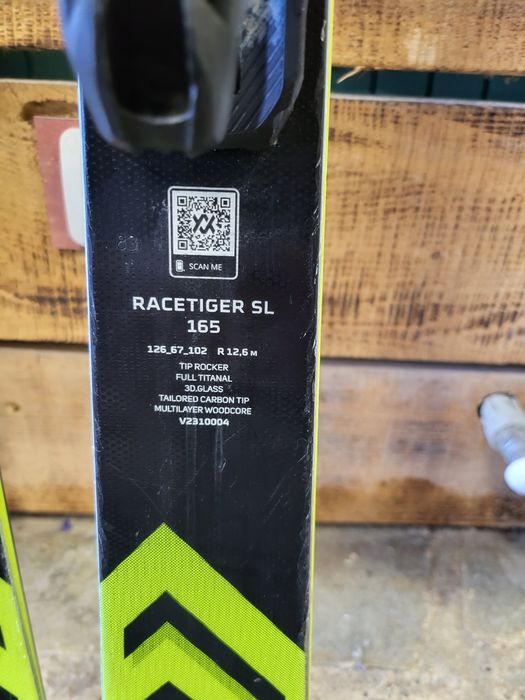 SCAN ME
RACETIGER SL
165
126_67_102 R 12,6 M
TIP ROCKER
FULL TITANAL
3D.GLASS
TAILORED CARBON TIP
MULTILAYER WOODCORE
V2310004